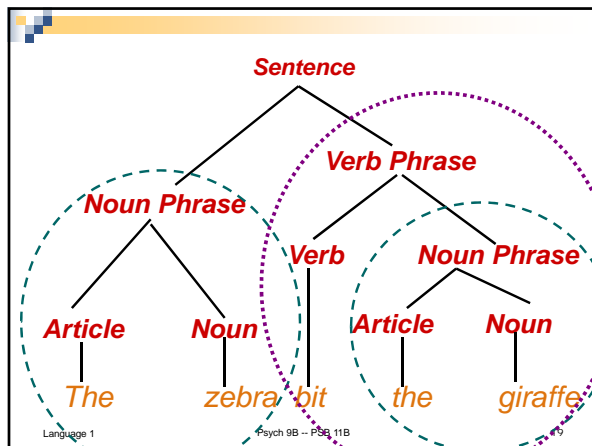 Sentence
Verb Phrase
Noun Phrase
Verb Noun Phrase
Article Noun Article Noun
The zebra bit the giraffe
Language 1 Psych 9B -- PSB 11B